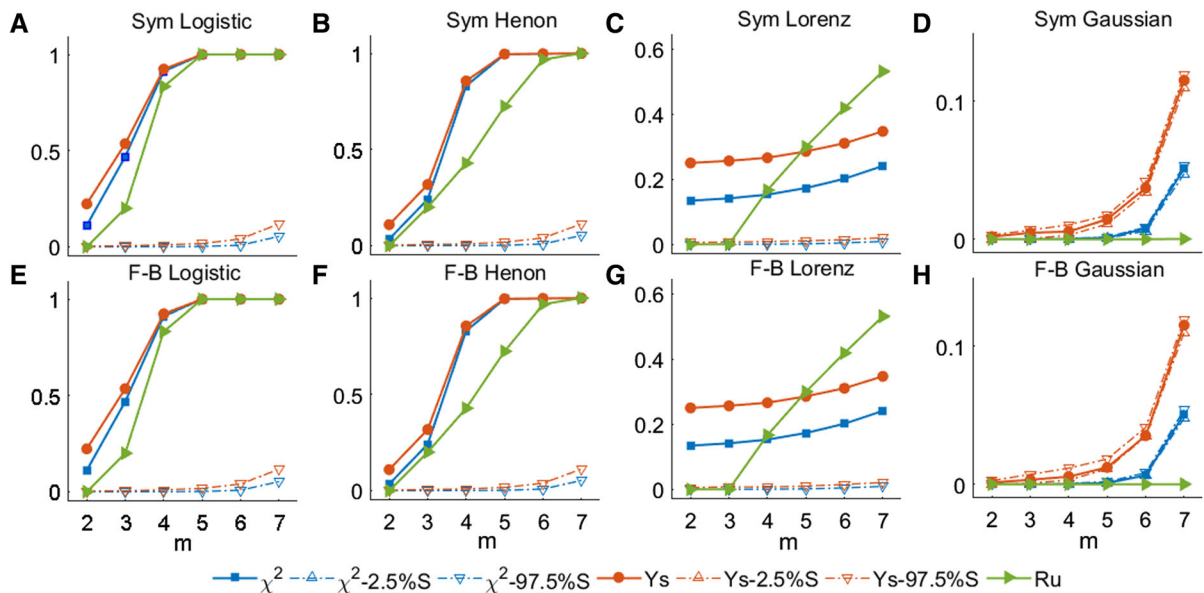 A Sym Logistic
B Sym Henon
C Sym Lorenz
D Sym Gaussian
1
0.5
0
1
0.5
0
0.6
0.4
0.2
0
0.1
0
E F-B Logistic
F F-B Henon
G F-B Lorenz
H F-B Gaussian
1
0.5
0
1
0.5
0
0.6
0.4
0.2
0
0.1
0
2 3 4 5 6 7
2 3 4 5 6 7
2 3 4 5 6 7
2 3 4 5 6 7
m
m
m
m
χ² χ²-2.5%S χ²-97.5%S Ys Ys-2.5%S Ys-97.5%S Ru